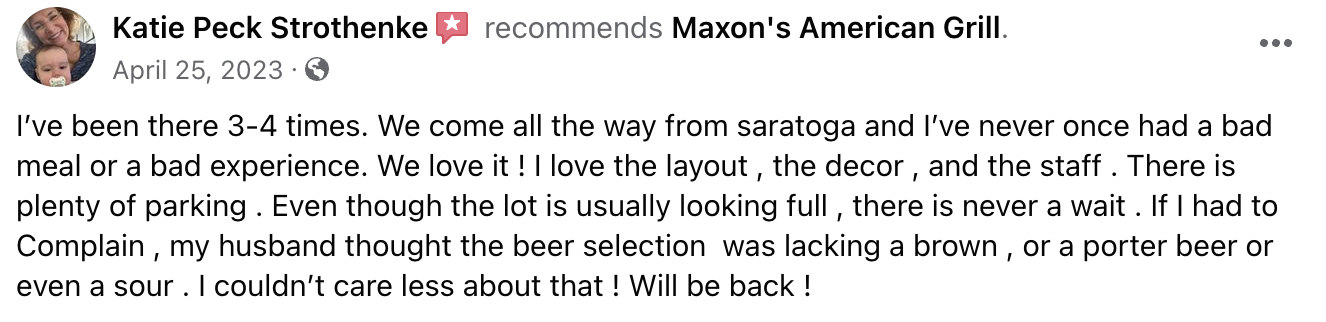 Katie Peck Strothenke recommends Maxon's American Grill.
April 25, 2023 ·
I’ve been there 3-4 times. We come all the way from saratoga and I’ve never once had a bad
meal or a bad experience. We love it ! I love the layout , the decor , and the staff . There is
plenty of parking . Even though the lot is usually looking full , there is never a wait . If I had to
Complain , my husband thought the beer selection  was lacking a brown , or a porter beer or
even a sour . I couldn’t care less about that ! Will be back !